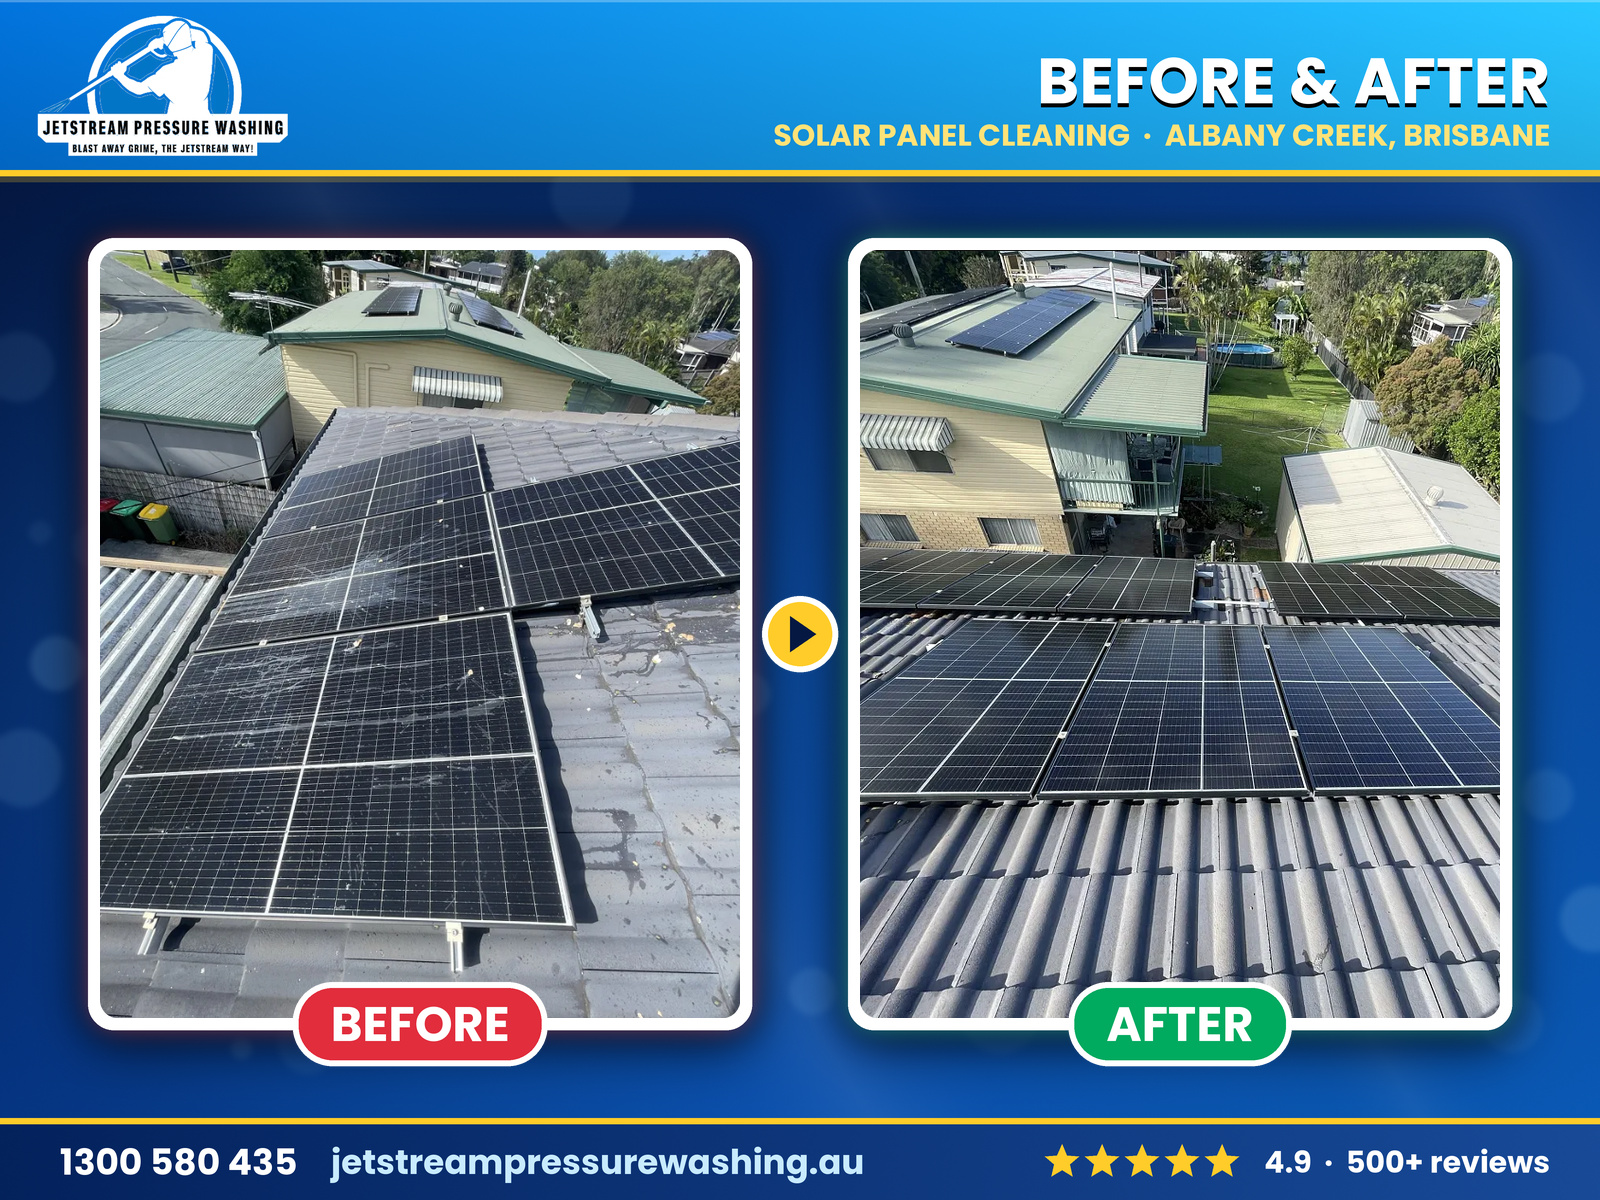 JETSTREAM PRESSURE WASHING
BLAST AWAY GRIME, THE JETSTREAM WAY!
BEFORE & AFTER
SOLAR PANEL CLEANING · ALBANY CREEK, BRISBANE
BEFORE
AFTER
1300 580 435 jetstreampressurewashing.au
4.9 · 500+ reviews